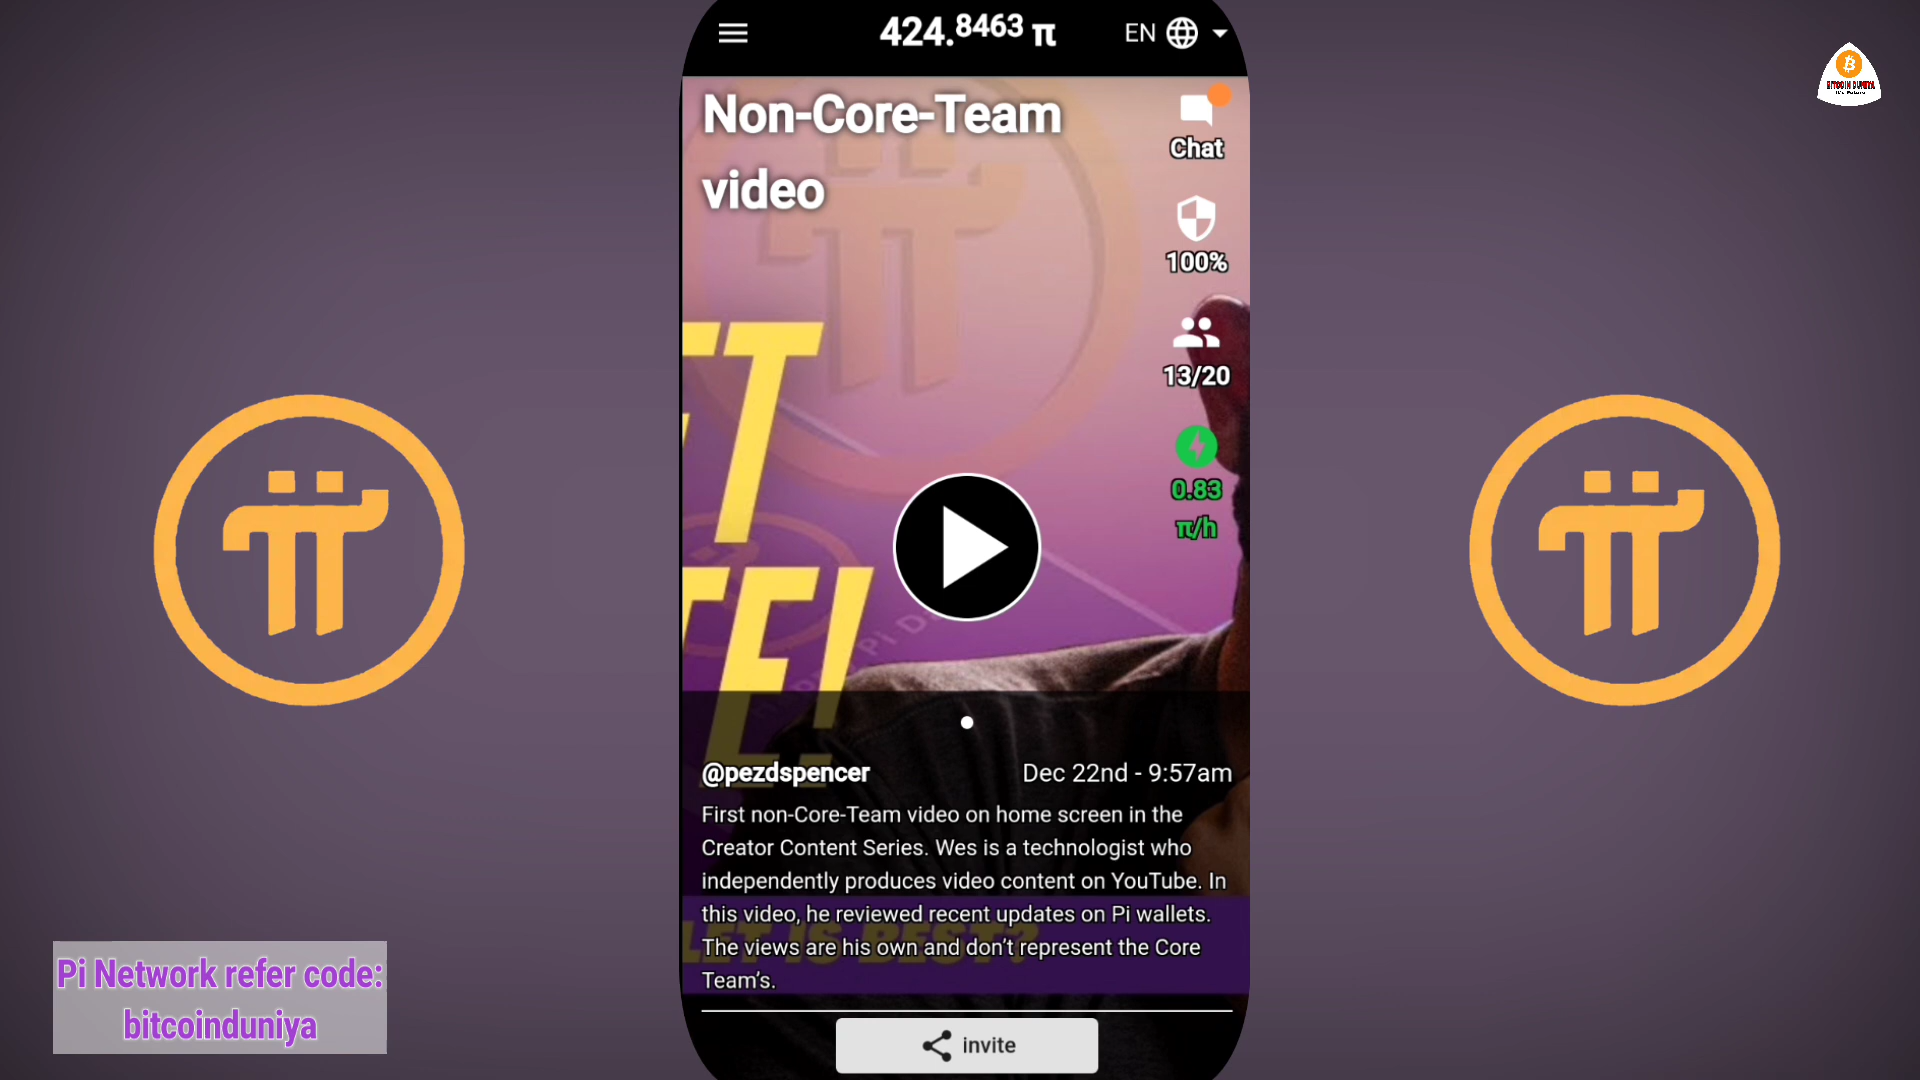 424.8463 π
EN
BITCOIN DUNIYA
Non-Core-Team
video
Chat
100%
13/20
0.83
π/h
T
E!
@pezdspencer
Dec 22nd - 9:57am
First non-Core-Team video on home screen in the
Creator Content Series. Wes is a technologist who
independently produces video content on YouTube. In
this video, he reviewed recent updates on Pi wallets.
The views are his own and don’t represent the Core
Team’s.
invite
Pi Network refer code:
bitcoinduniya